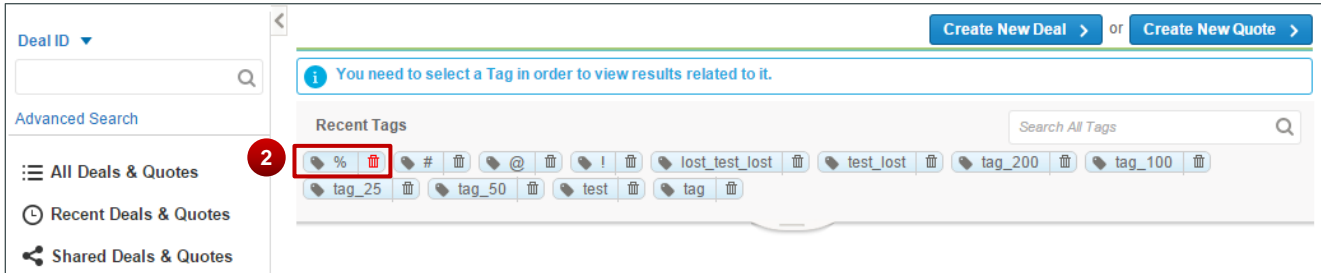 Deal ID
Create New Deal > or Create New Quote >
You need to select a Tag in order to view results related to it.
Advanced Search
Recent Tags
Search All Tags
2
% # @ ! lost_test_lost test_lost tag_200 tag_100
tag_25 tag_50 test tag
All Deals & Quotes
Recent Deals & Quotes
Shared Deals & Quotes